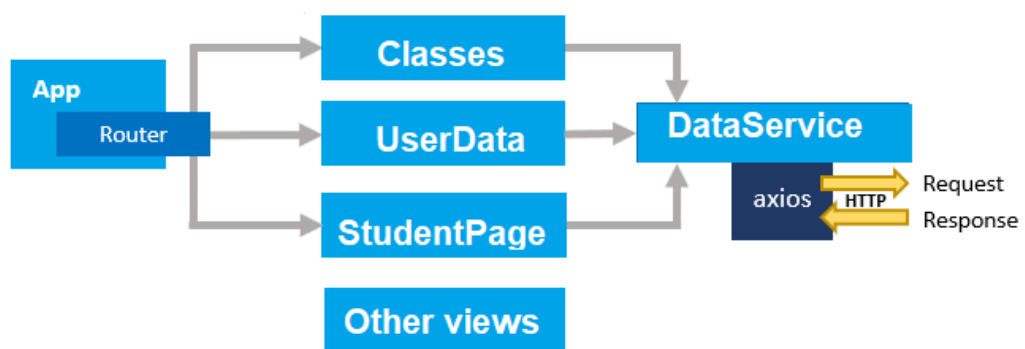 App
Router
Classes
UserData
StudentPage
Other views
DataService
axios
HTTP
Request
Response